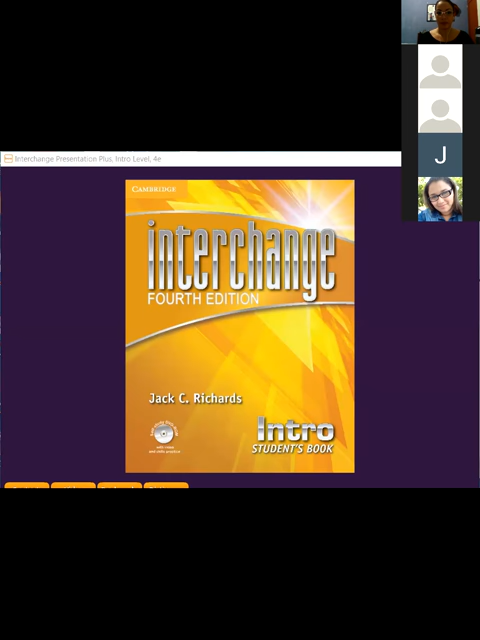 Interchange Presentation Plus, Intro Level, 4e
J
CAMBRIDGE
interchange
FOURTH EDITION
Jack C. Richards
Intro
STUDENT'S BOOK